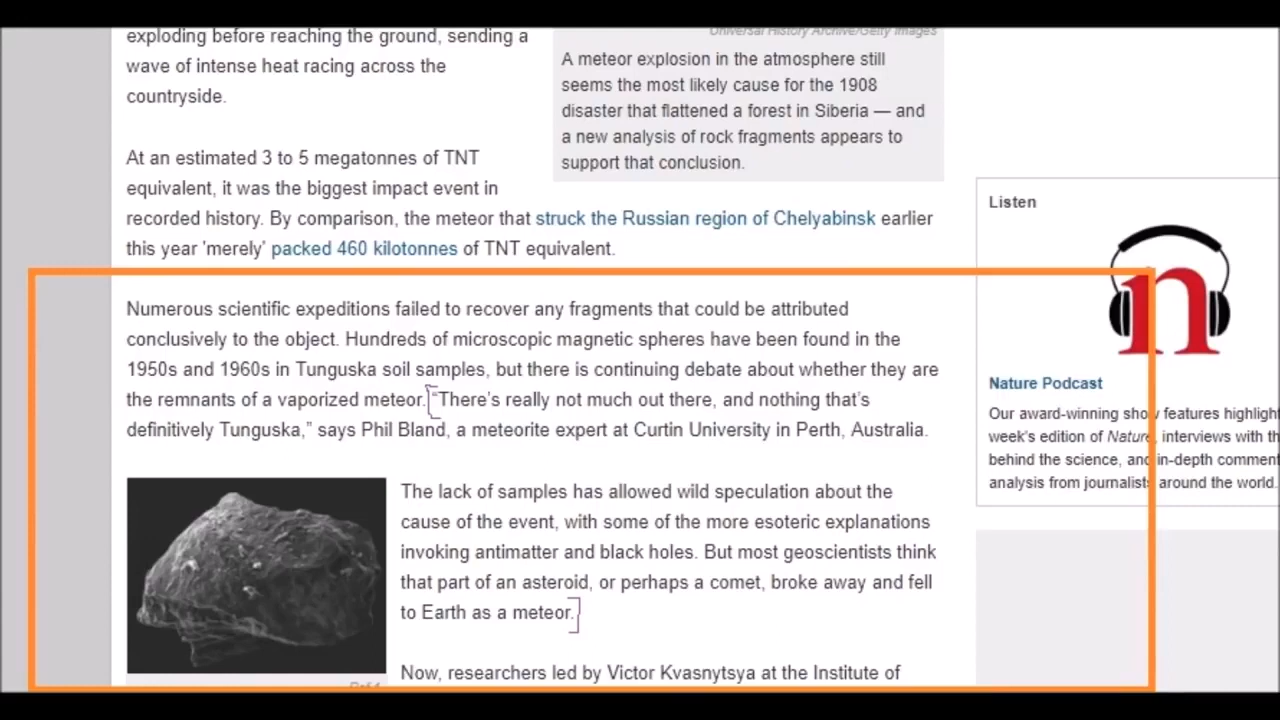 exploding before reaching the ground, sending a
wave of intense heat racing across the
countryside.
Universal History Archive/Getty Images
A meteor explosion in the atmosphere still
seems the most likely cause for the 1908
disaster that flattened a forest in Siberia — and
a new analysis of rock fragments appears to
support that conclusion.
At an estimated 3 to 5 megatonnes of TNT
equivalent, it was the biggest impact event in
recorded history. By comparison, the meteor that struck the Russian region of Chelyabinsk earlier
this year 'merely' packed 460 kilotonnes of TNT equivalent.
Numerous scientific expeditions failed to recover any fragments that could be attributed
conclusively to the object. Hundreds of microscopic magnetic spheres have been found in the
1950s and 1960s in Tunguska soil samples, but there is continuing debate about whether they are
the remnants of a vaporized meteor. “There’s really not much out there, and nothing that’s
definitively Tunguska,” says Phil Bland, a meteorite expert at Curtin University in Perth, Australia.
The lack of samples has allowed wild speculation about the
cause of the event, with some of the more esoteric explanations
invoking antimatter and black holes. But most geoscientists think
that part of an asteroid, or perhaps a comet, broke away and fell
to Earth as a meteor.
Now, researchers led by Victor Kvasnytsya at the Institute of
Listen
n
Nature Podcast
Our award-winning show features highlight
week's edition of Nature, interviews with th
behind the science, and in-depth comment
analysis from journalists around the world.